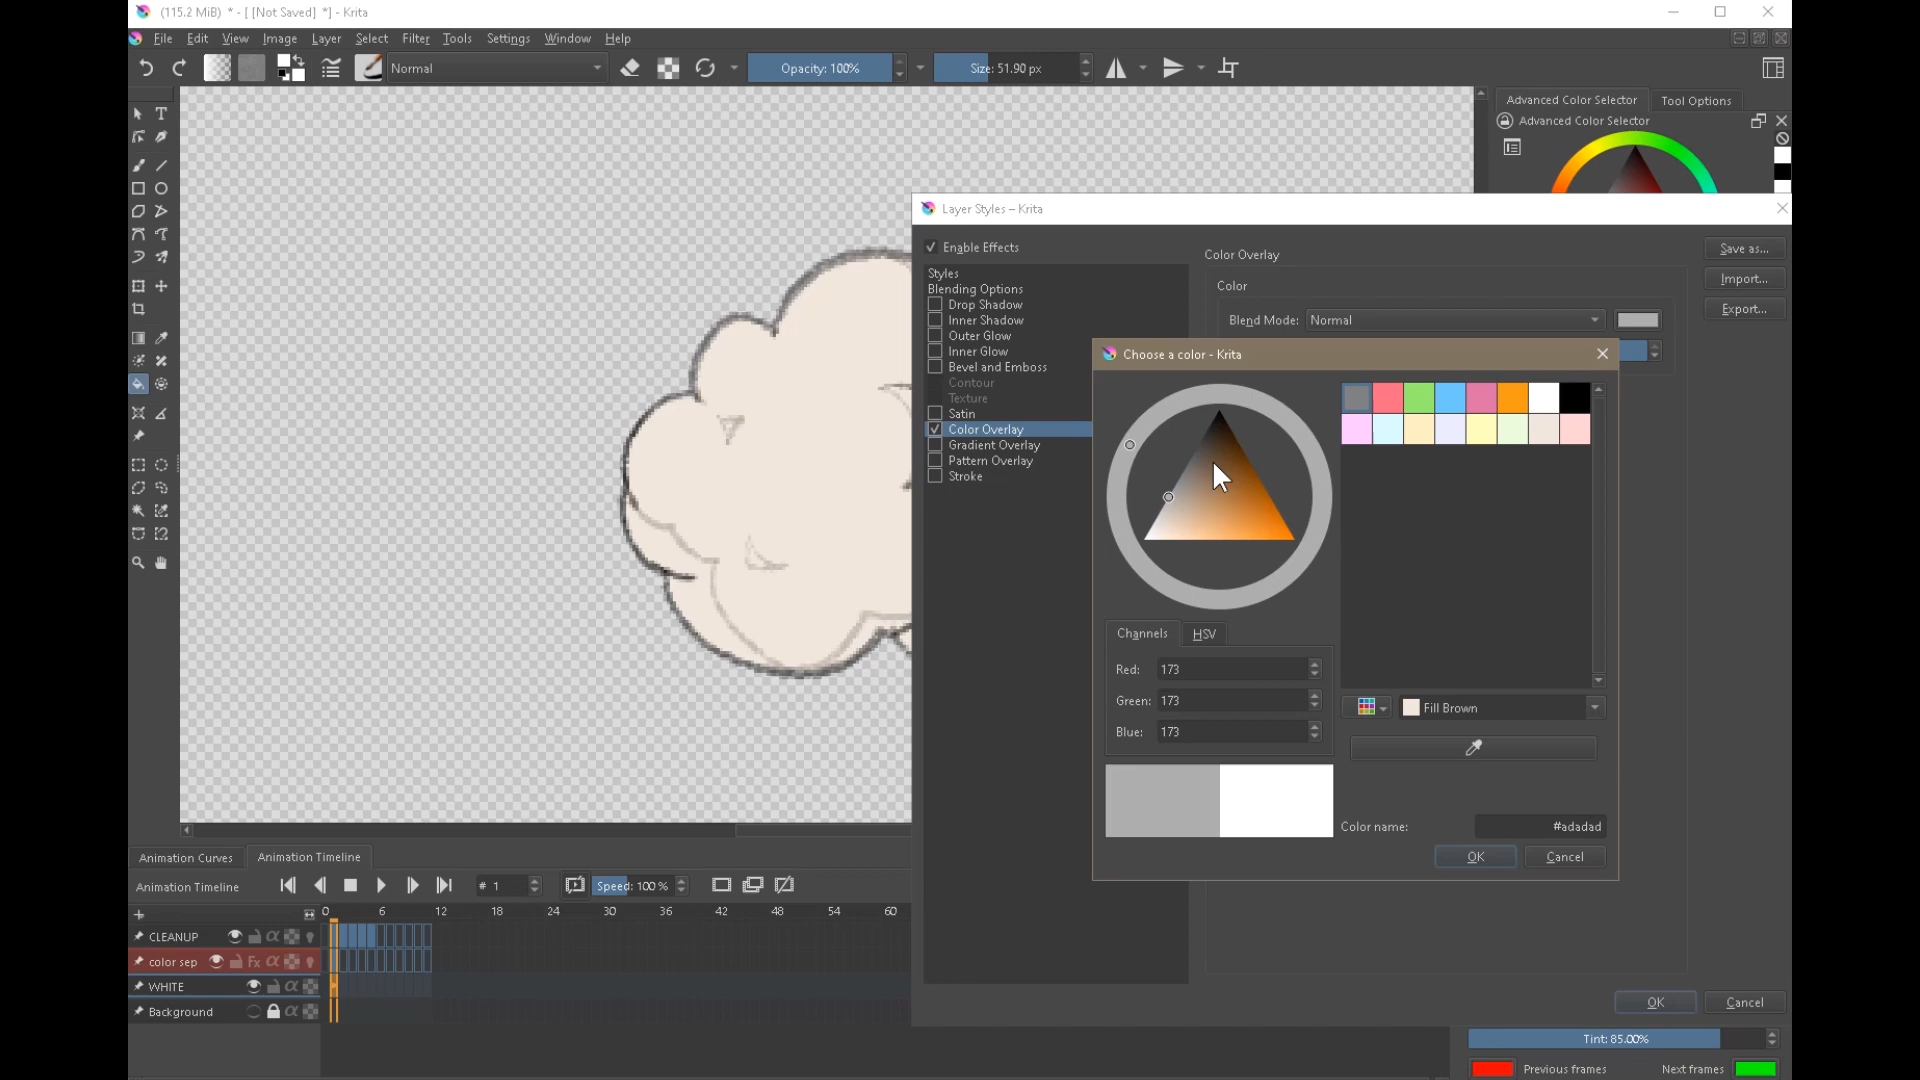 (115.2 MiB) * - [ [Not Saved] *] - Krita
File Edit View Image Layer Select Filter Tools Settings Window Help
Normal Opacity: 100% Size: 51.90 px
Advanced Color Selector Tool Options
Advanced Color Selector
Layer Styles – Krita
Enable Effects
Styles
Blending Options
Drop Shadow
Inner Shadow
Outer Glow
Inner Glow
Bevel and Emboss
Contour
Texture
Satin
Color Overlay
Gradient Overlay
Pattern Overlay
Stroke
Color Overlay
Color
Blend Mode: Normal
Save as...
Import...
Export...
Choose a color - Krita
Channels HSV
Red: 173
Green: 173
Blue: 173
Fill Brown
Color name: #adadad
OK Cancel
OK Cancel
Animation Curves Animation Timeline
Animation Timeline # 1 Speed: 100 %
0 6 12 18 24 30 36 42 48 54 60
CLEANUP
color sep Fx
WHITE
Background
Tint: 85.00%
Previous frames Next frames